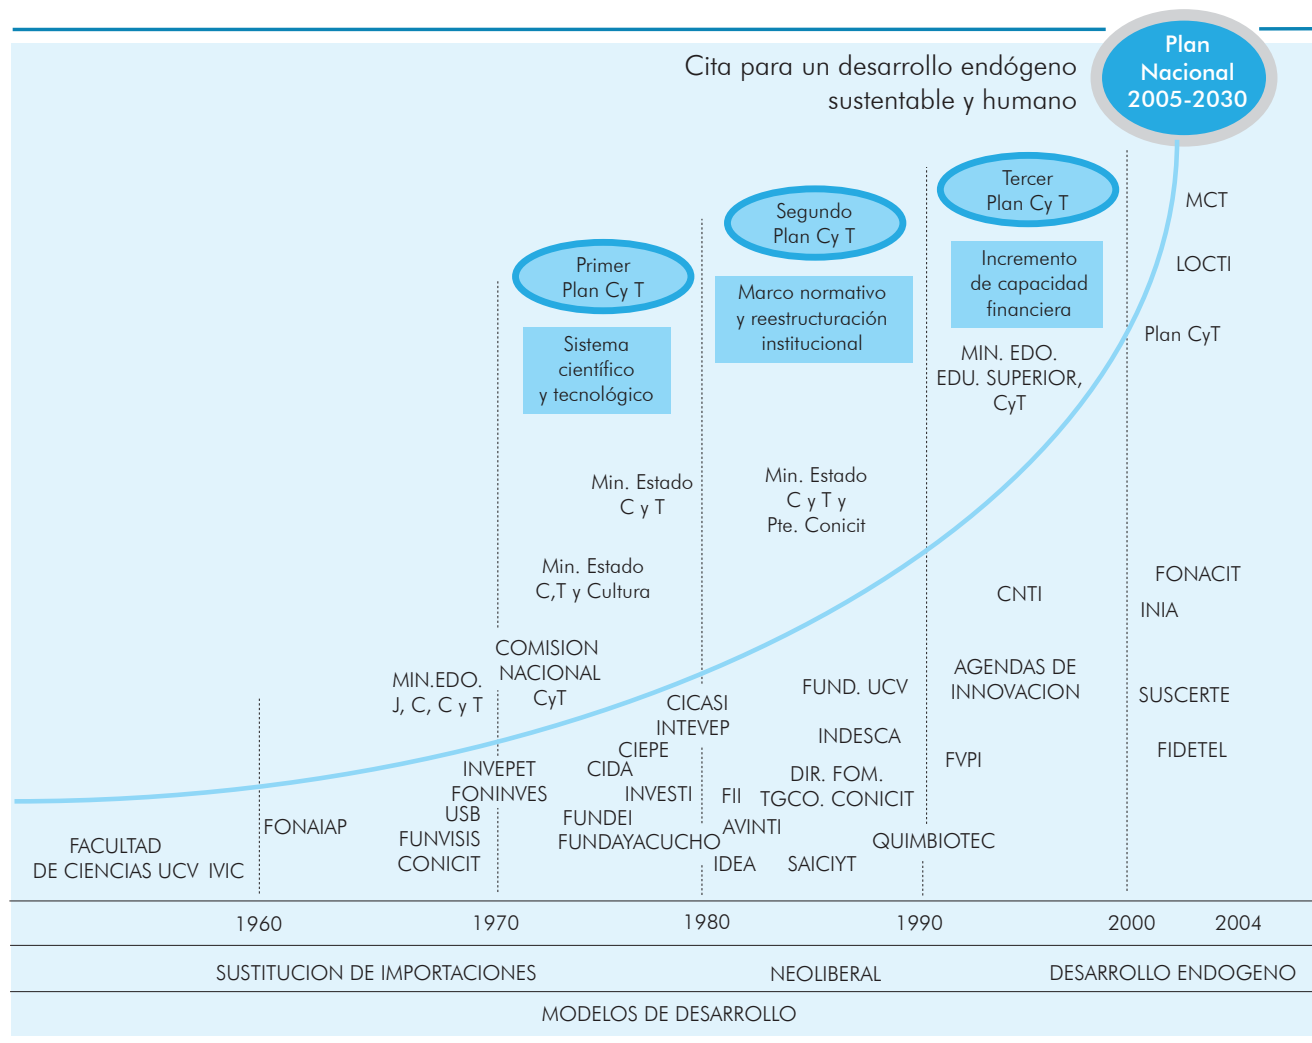 Plan
Nacional
2005-2030
Cita para un desarrollo endógeno
sustentable y humano
Primer
Plan Cy T
Segundo
Plan Cy T
Tercer
Plan Cy T
Sistema
científico
y tecnológico
Marco normativo
y reestructuración
institucional
Incremento
de capacidad
financiera
MCT
LOCTI
Plan CyT
MIN. EDO.
EDU. SUPERIOR,
CyT
Min. Estado
C y T
Min. Estado
C y T y
Pte. Conicit
Min. Estado
C,T y Cultura
CNTI
FONACIT
INIA
MIN.EDO.
J, C, C y T
COMISION
NACIONAL
CyT
CICASI
INTEVEP
FUND. UCV
AGENDAS DE
INNOVACION
SUSCERTE
INDESCA
FVPI
FIDETEL
CIEPE
INVEPET
FONINVES
CIDA
INVESTI
FII
DIR. FOM.
TGCO. CONICIT
USB
FUNVISIS
CONICIT
FUNDEI
FUNDAYACUCHO
AVINTI
QUIMBIOTEC
IDEA
SAICIYT
FONAIAP
FACULTAD
DE CIENCIAS UCV IVIC
1960 1970 1980 1990 2000 2004
SUSTITUCION DE IMPORTACIONES NEOLIBERAL DESARROLLO ENDOGENO
MODELOS DE DESARROLLO